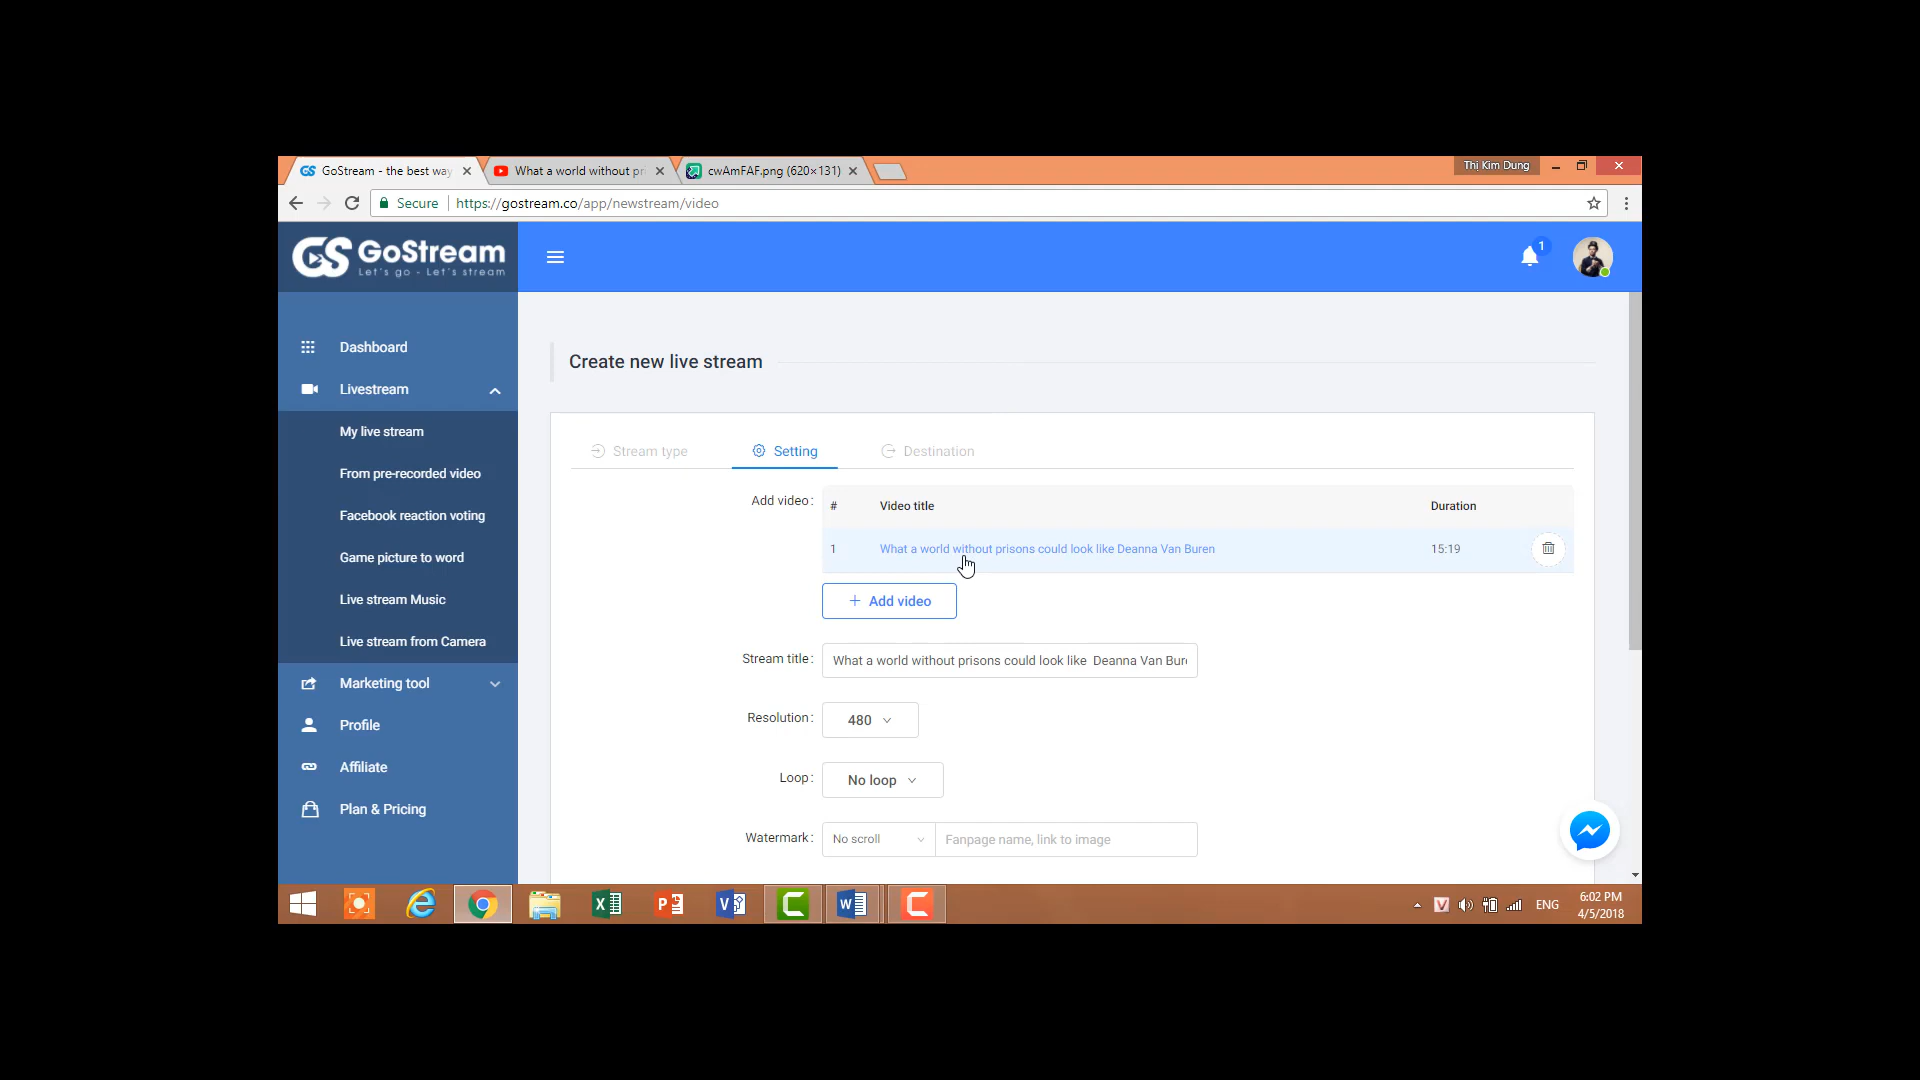 GoStream - the best way
What a world without pri
cwAmFAF.png (620×131)
Thi Kim Dung
Secure
https://gostream.co/app/newstream/video
GS GoStream
Let's go - Let's stream
1
Dashboard
Livestream
My live stream
From pre-recorded video
Facebook reaction voting
Game picture to word
Live stream Music
Live stream from Camera
Marketing tool
Profile
Affiliate
Plan & Pricing
Create new live stream
Stream type
Setting
Destination
Add video:
# Video title Duration
1 What a world without prisons could look like Deanna Van Buren 15:19
+ Add video
Stream title: What a world without prisons could look like Deanna Van Bure
Resolution: 480
Loop: No loop
Watermark: No scroll Fanpage name, link to image
ENG
6:02 PM
4/5/2018